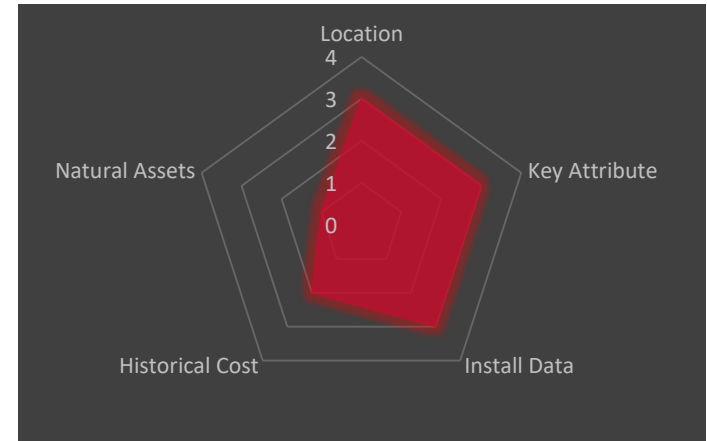 Location
4
3
2
1
0
Key Attribute
Install Data
Historical Cost
Natural Assets